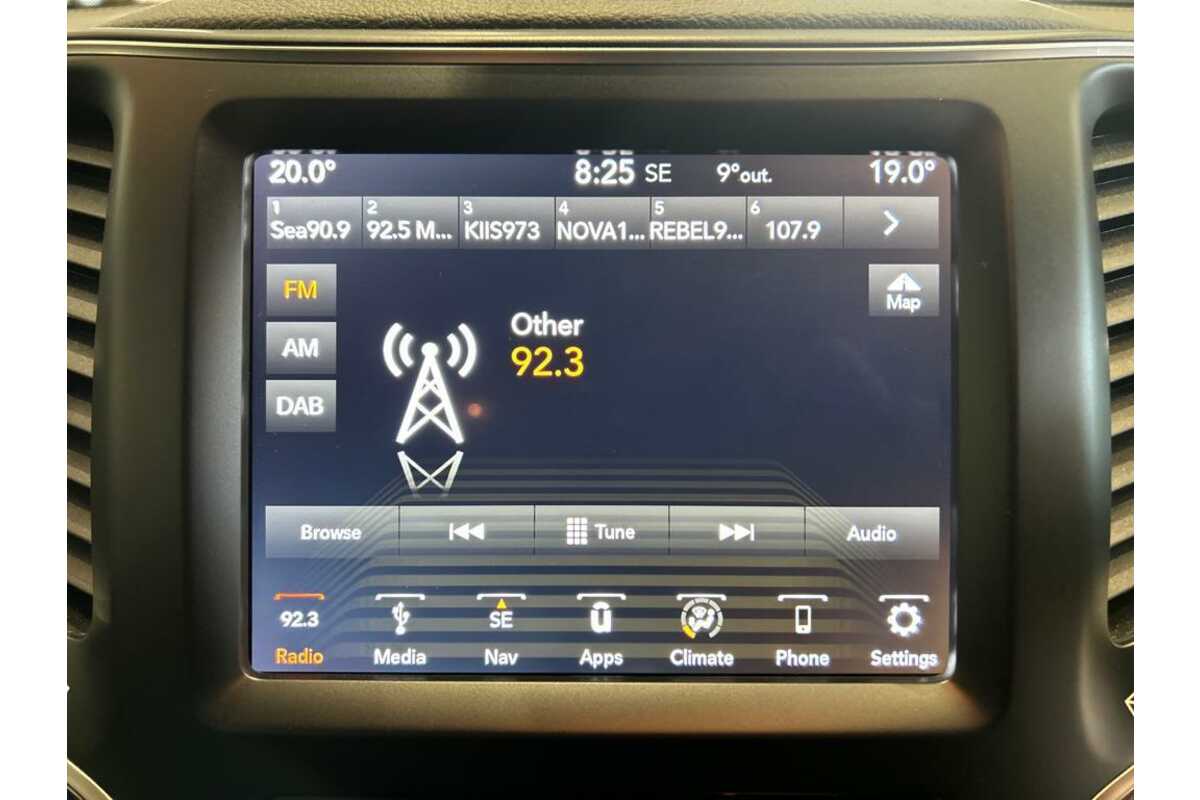 20.0° 8:25 SE 9°out. 19.0°
1 2 3 4 5 6
Sea90.9 92.5 M... KIIS973 NOVA1... REBEL9... 107.9
FM
Map
Other
AM
92.3
DAB
Browse Tune Audio
92.3 SE
Radio Media Nav Apps Climate Phone Settings